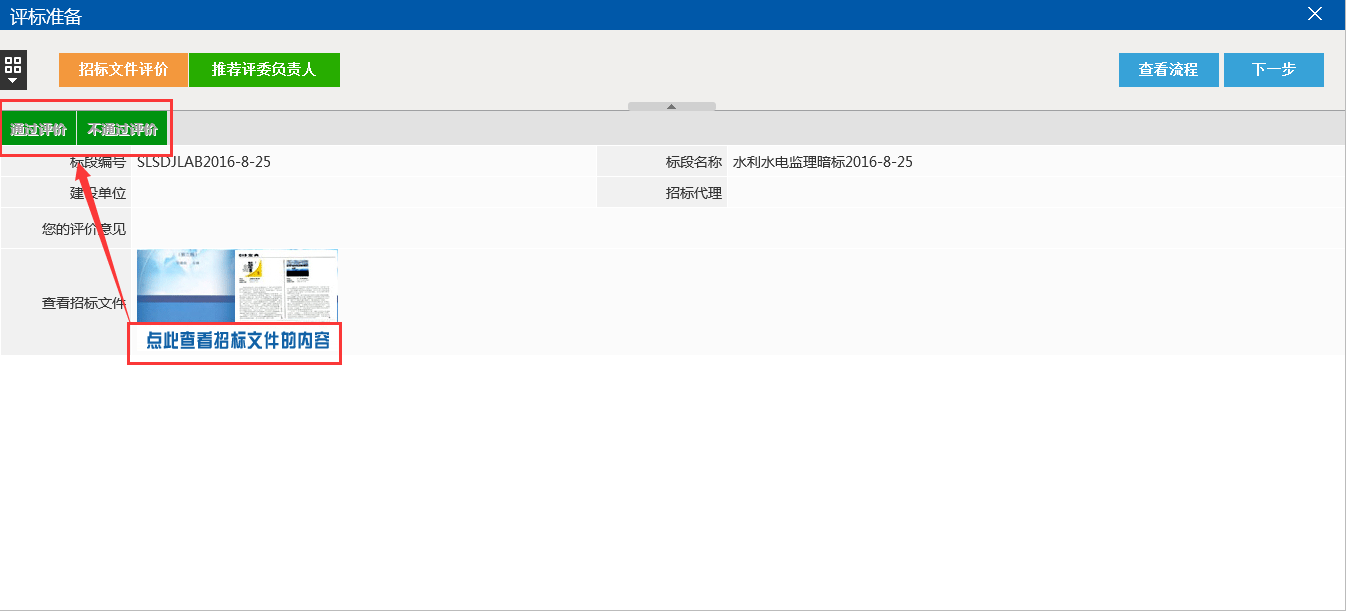 评标准备
招标文件评价 推荐评委负责人 查看流程 下一步
通过评价 不通过评价
标段编号 SLSDJLAB2016-8-25 标段名称 水利水电监理暗标2016-8-25
建设单位 招标代理
您的评价意见
查看招标文件
点此查看招标文件的内容